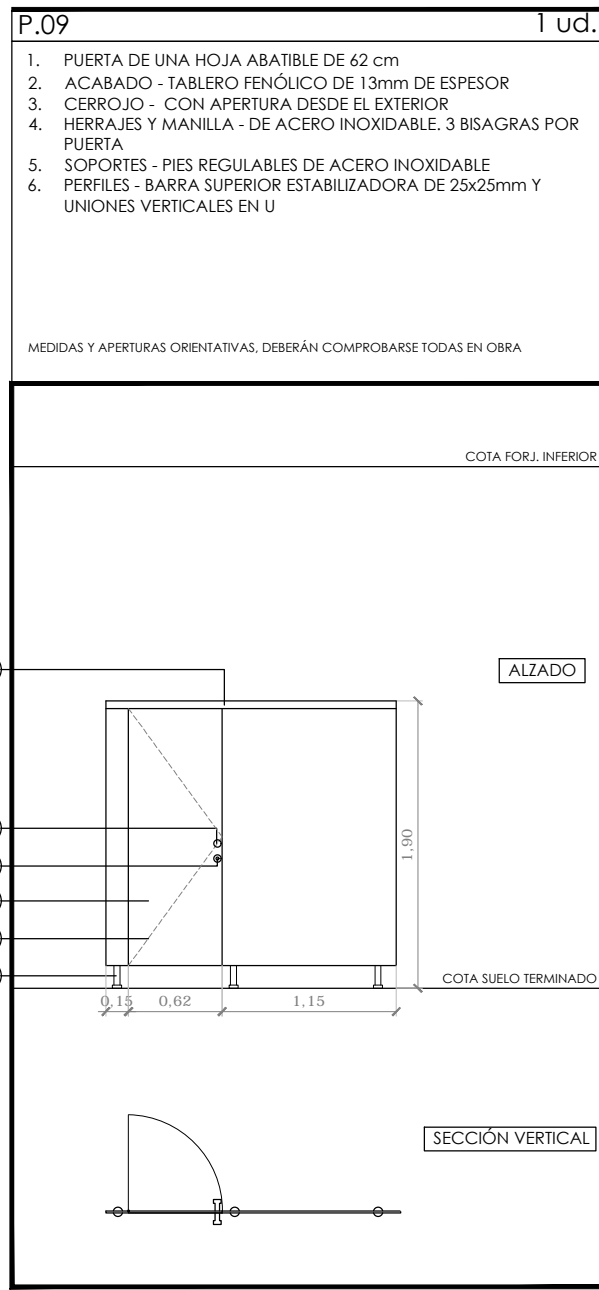 P.09 1 ud.
1. PUERTA DE UNA HOJA ABATIBLE DE 62 cm
2. ACABADO - TABLERO FENÓLICO DE 13mm DE ESPESOR
3. CERROJO - CON APERTURA DESDE EL EXTERIOR
4. HERRAJES Y MANILLA - DE ACERO INOXIDABLE. 3 BISAGRAS POR
PUERTA
5. SOPORTES - PIES REGULABLES DE ACERO INOXIDABLE
6. PERFILES - BARRA SUPERIOR ESTABILIZADORA DE 25x25mm Y
UNIONES VERTICALES EN U
MEDIDAS Y APERTURAS ORIENTATIVAS, DEBERÁN COMPROBARSE TODAS EN OBRA
COTA FORJ. INFERIOR
ALZADO
1,90
COTA SUELO TERMINADO
0,15 0,62 1,15
SECCIÓN VERTICAL